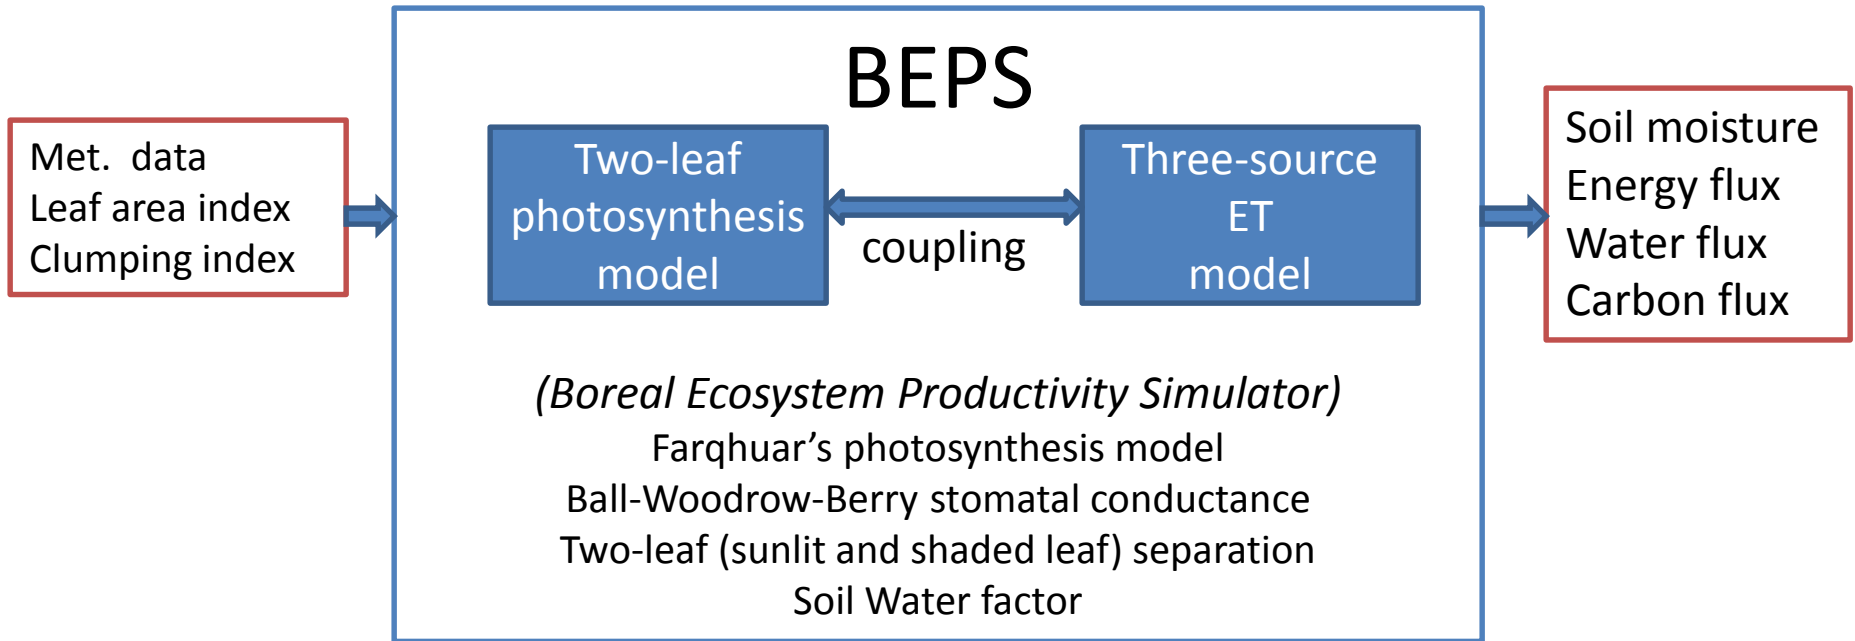 BEPS
Met. data
Leaf area index
Clumping index
Two-leaf
photosynthesis
model
coupling
Three-source
ET
model
Soil moisture
Energy flux
Water flux
Carbon flux
(Boreal Ecosystem Productivity Simulator)
Farqhuar's photosynthesis model
Ball-Woodrow-Berry stomatal conductance
Two-leaf (sunlit and shaded leaf) separation
Soil Water factor